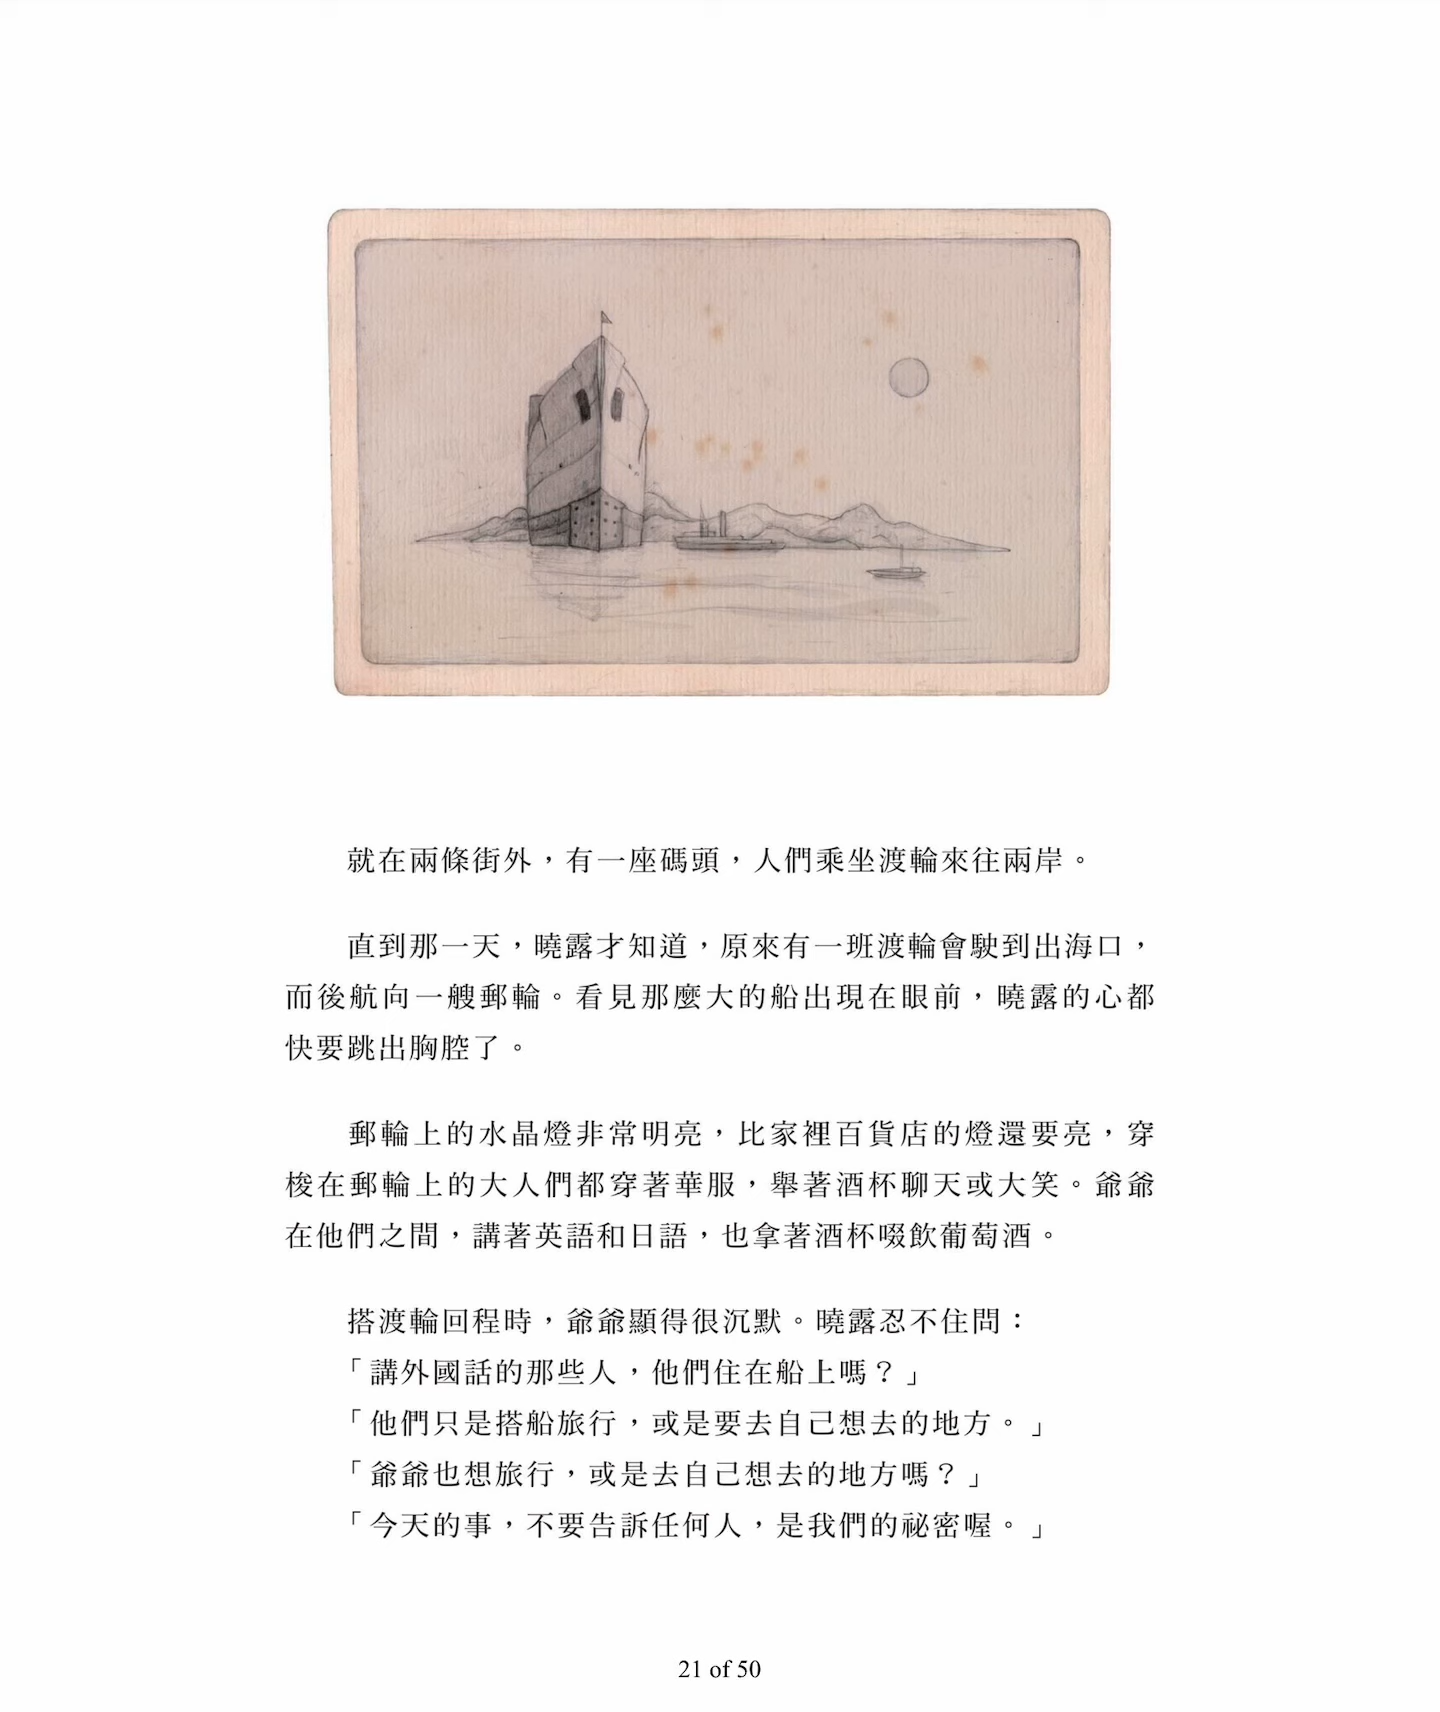 就在兩條街外，有一座碼頭，人們乘坐渡輪來往兩岸。
直到那一天，曉露才知道，原來有一班渡輪會駛到出海口，
而後航向一艘郵輪。看見那麼大的船出現在眼前，曉露的心都
快要跳出胸腔了。
郵輪上的水晶燈非常明亮，比家裡百貨店的燈還要亮，穿
梭在郵輪上的大人們都穿著華服，舉著酒杯聊天或大笑。爺爺
在他們之間，講著英語和日語，也拿著酒杯啜飲葡萄酒。
搭渡輪回程時，爺爺顯得很沉默。曉露忍不住問：
「講外國話的那些人，他們住在船上嗎？」
「他們只是搭船旅行，或是要去自己想去的地方。」
「爺爺也想旅行，或是去自己想去的地方嗎？」
「今天的事，不要告訴任何人，是我們的祕密喔。」
21 of 50